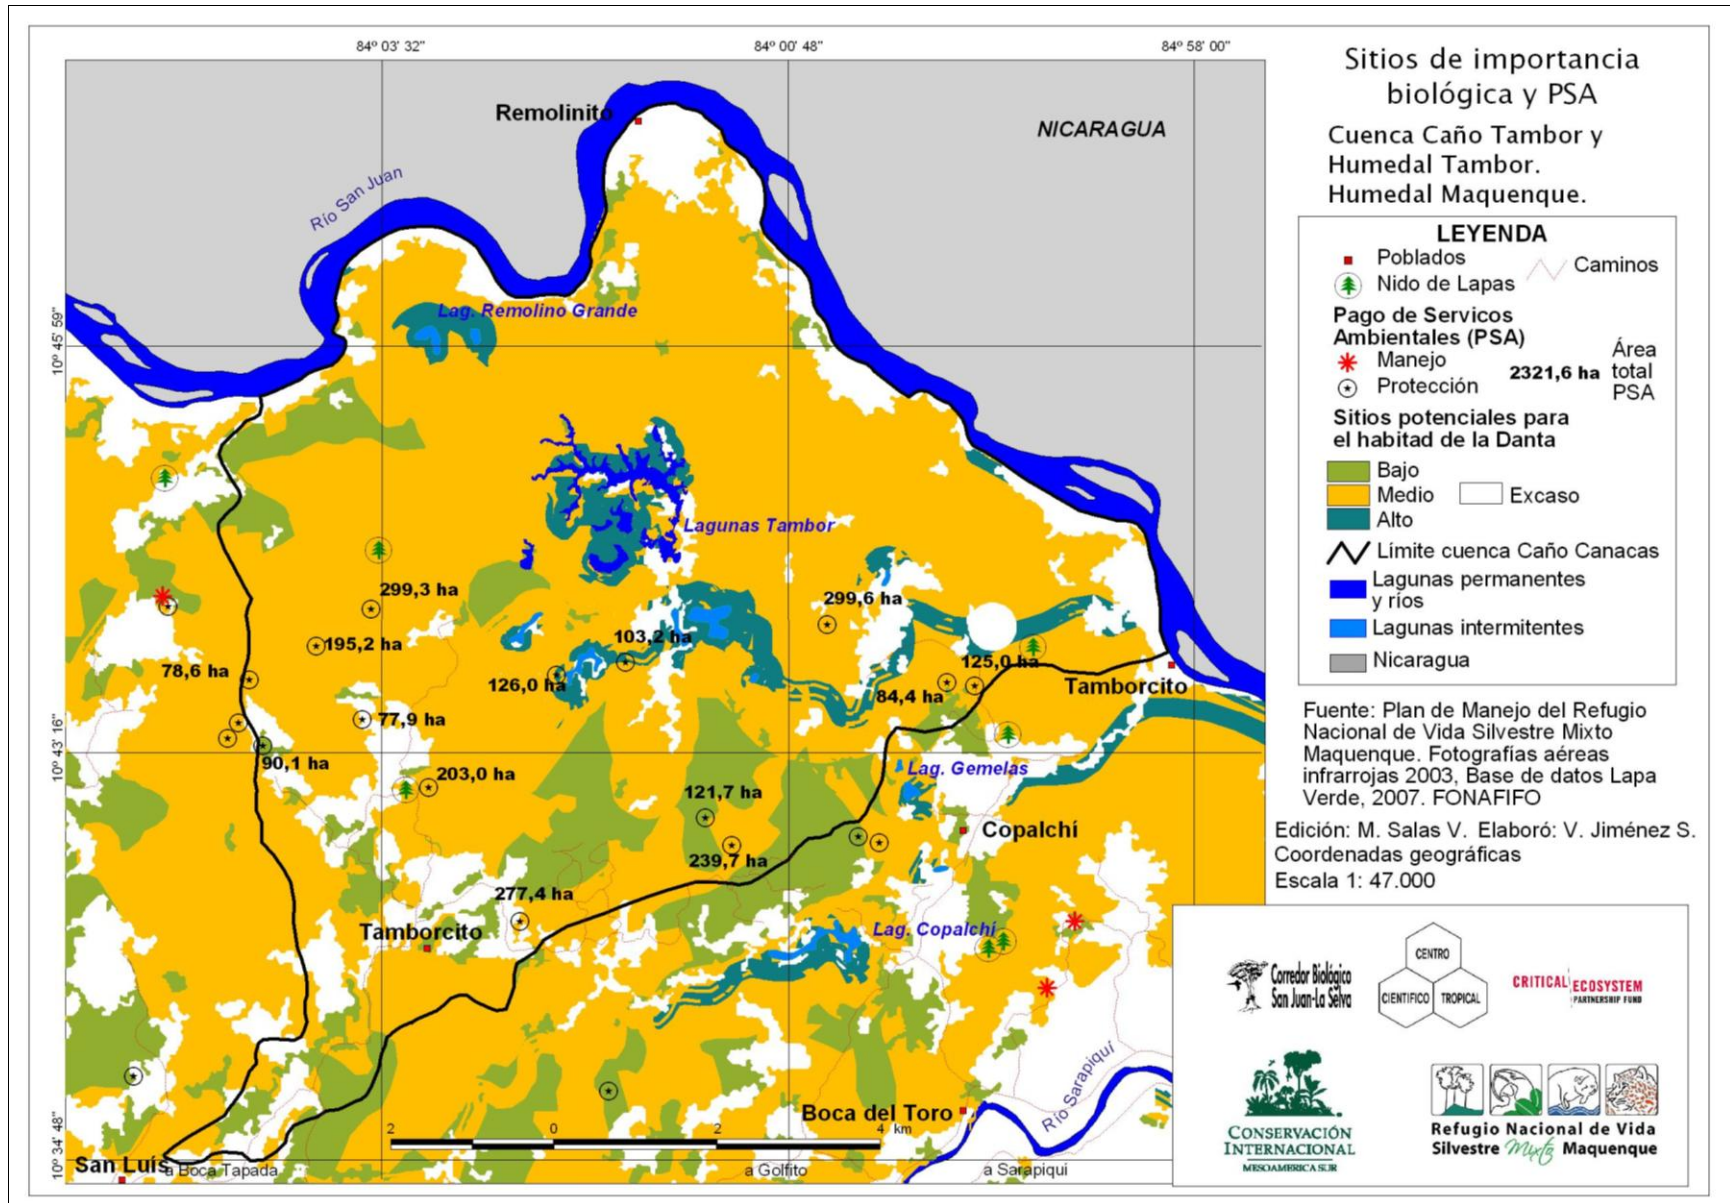 84º 03' 32"
84º 00' 48"
84º 58' 00"
Remolinito
NICARAGUA
Río San Juan
Lag. Remolino Grande
10º 45' 59"
Lagunas Tambor
299,3 ha
299,6 ha
195,2 ha
103,2 ha
78,6 ha
126,0 ha
125,0 ha
84,4 ha
Tamborcito
77,9 ha
10º 43' 16"
90,1 ha
203,0 ha
Lag. Gemelas
121,7 ha
Copalchí
239,7 ha
277,4 ha
Tamborcito
Lag. Copalchí
Río Sarapiquí
Boca del Toro
10º 34' 48"
2 0 2 4 km
San Luís
a Boca Tapada
a Golfito
a Sarapiqui
Sitios de importancia
biológica y PSA
Cuenca Caño Tambor y
Humedal Tambor.
Humedal Maquenque.
LEYENDA
Poblados
Caminos
Nido de Lapas
Pago de Servicos
Ambientales (PSA)
Manejo
Protección
2321,6 ha
Área
total
PSA
Sitios potenciales para
el habitad de la Danta
Bajo
Medio
Excaso
Alto
Límite cuenca Caño Canacas
Lagunas permanentes
y ríos
Lagunas intermitentes
Nicaragua
Fuente: Plan de Manejo del Refugio
Nacional de Vida Silvestre Mixto
Maquenque. Fotografías aéreas
infrarrojas 2003, Base de datos Lapa
Verde, 2007. FONAFIFO
Edición: M. Salas V. Elaboró: V. Jiménez S.
Coordenadas geográficas
Escala 1: 47.000
Corredor Biológico
San Juan-La Selva
CENTRO
CIENTIFICO
TROPICAL
CRITICAL ECOSYSTEM
PARTNERSHIP FUND
CONSERVACIÓN
INTERNACIONAL
MESOAMERICA SUR
Refugio Nacional de Vida
Silvestre Mixto Maquenque